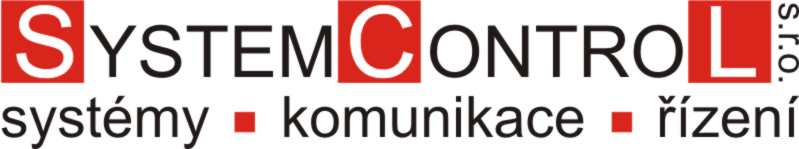 SYSTEMCONTROL s.r.o.
systémy ▪ komunikace ▪ řízení